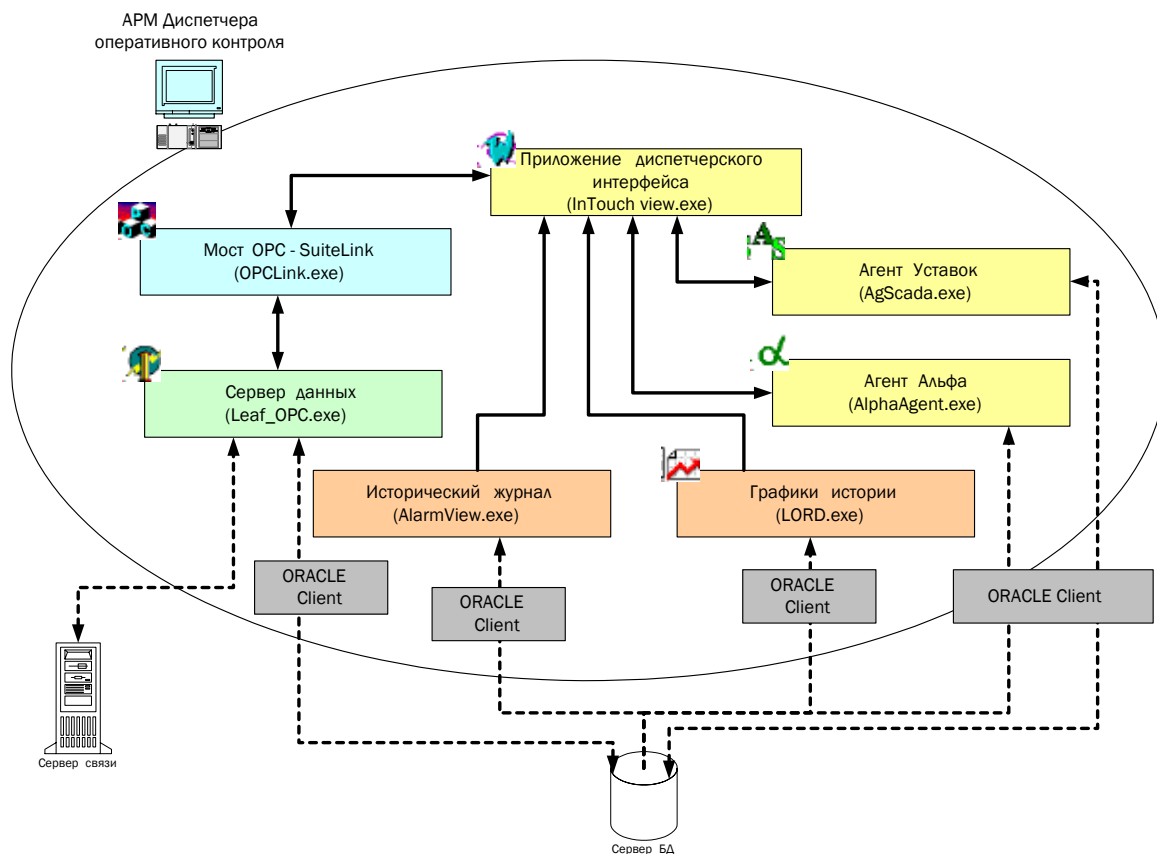 АРМ Диспетчера
оперативного контроля
Приложение диспетчерского
интерфейса
(InTouch view.exe)
Мост OPC - SuiteLink
(OPCLink.exe)
Агент Уставок
(AgScada.exe)
Сервер данных
(Leaf_OPC.exe)
Агент Альфа
(AlphaAgent.exe)
Исторический журнал
(AlarmView.exe)
Графики истории
(LORD.exe)
ORACLE
Client
ORACLE
Client
ORACLE
Client
ORACLE Client
Сервер связи
Сервер БД